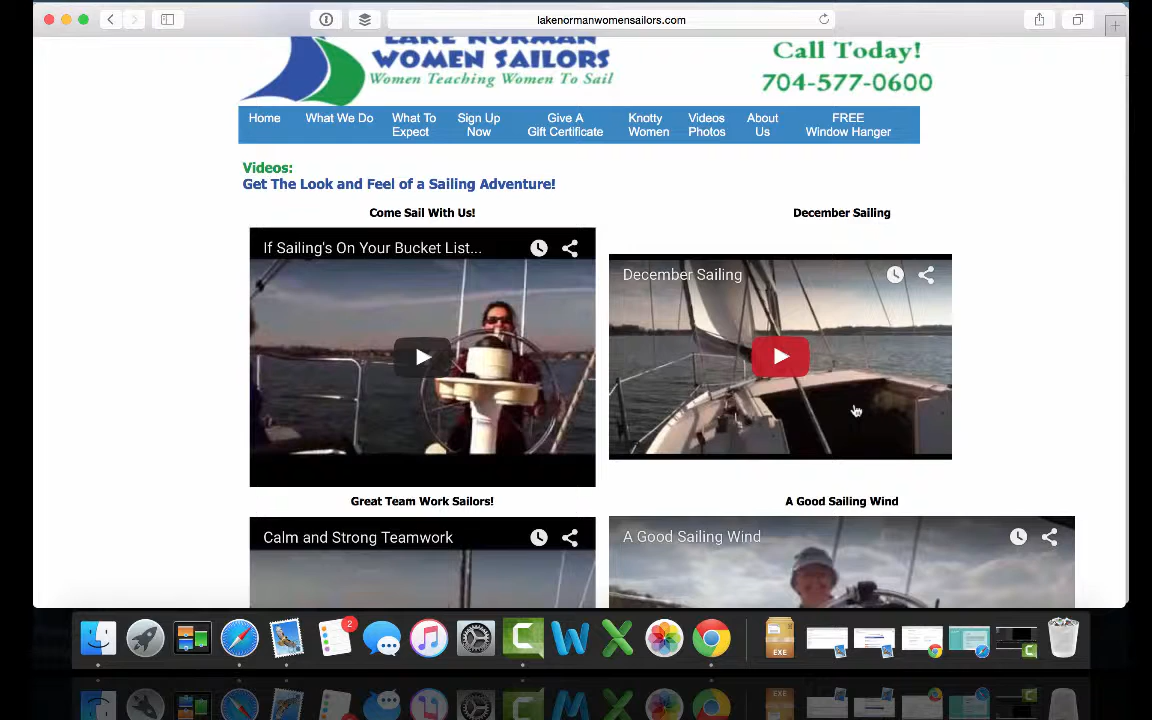 lakenormanwomensailors.com
LAKE NORMAN
WOMEN SAILORS
Women Teaching Women To Sail
Call Today!
704-577-0600
Home
What We Do
What To
Expect
Sign Up
Now
Give A
Gift Certificate
Knotty
Women
Videos
Photos
About
Us
FREE
Window Hanger
Videos:
Get The Look and Feel of a Sailing Adventure!
Come Sail With Us!
December Sailing
If Sailing's On Your Bucket List...
December Sailing
Great Team Work Sailors!
A Good Sailing Wind
Calm and Strong Teamwork
A Good Sailing Wind
2
EXE
EXE